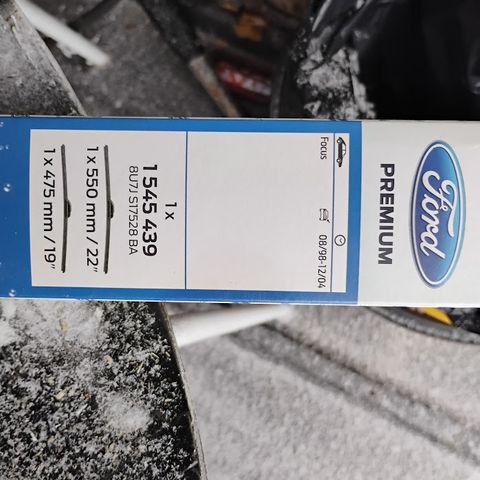 Ford
PREMIUM
Focus
08/98-12/04
1 x
1 545 439
8U7J S17528 BA
1 x 550 mm / 22"
1 x 475 mm / 19"